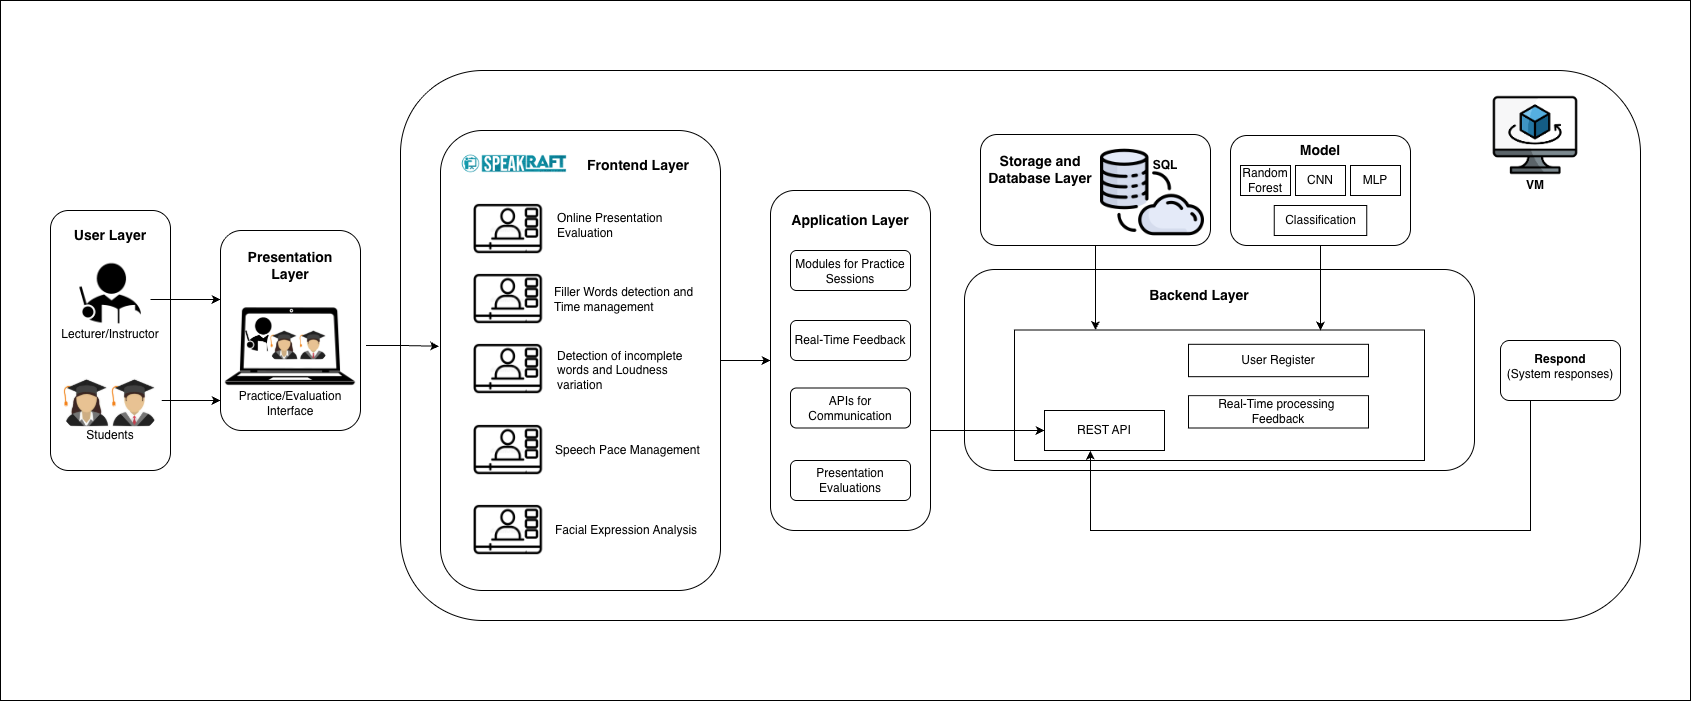 User Layer
Lecturer/Instructor
Students
Presentation
Layer
Practice/Evaluation
Interface
SPEAKRAFT
Frontend Layer
Online Presentation
Evaluation
Filler Words detection and
Time management
Detection of incomplete
words and Loudness
variation
Speech Pace Management
Facial Expression Analysis
Application Layer
Modules for Practice
Sessions
Real-Time Feedback
APIs for
Communication
Presentation
Evaluations
Storage and
Database Layer
SQL
Model
Random
Forest
CNN
MLP
Classification
Backend Layer
User Register
Real-Time processing
Feedback
REST API
Respond
(System responses)
VM